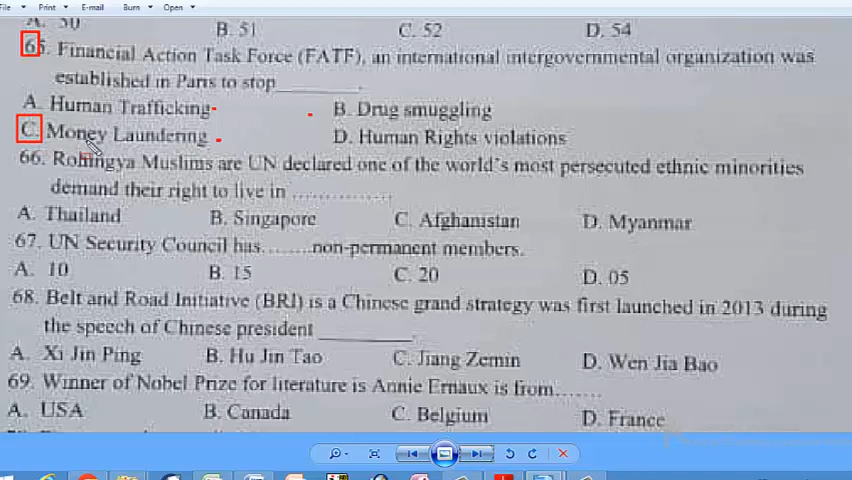 File Print E-mail Burn Open
A. 50 B. 51 C. 52 D. 54
65. Financial Action Task Force (FATF), an international intergovernmental organization was
established in Paris to stop________.
A. Human Trafficking B. Drug smuggling
C. Money Laundering D. Human Rights violations
66. Rohingya Muslims are UN declared one of the world's most persecuted ethnic minorities
demand their right to live in ……………
A. Thailand B. Singapore C. Afghanistan D. Myanmar
67. UN Security Council has…….non-permanent members.
A. 10 B. 15 C. 20 D. 05
68. Belt and Road Initiative (BRI) is a Chinese grand strategy was first launched in 2013 during
the speech of Chinese president ________.
A. Xi Jin Ping B. Hu Jin Tao C. Jiang Zemin D. Wen Jia Bao
69. Winner of Nobel Prize for literature is Annie Ernaux is from…….
A. USA B. Canada C. Belgium D. France